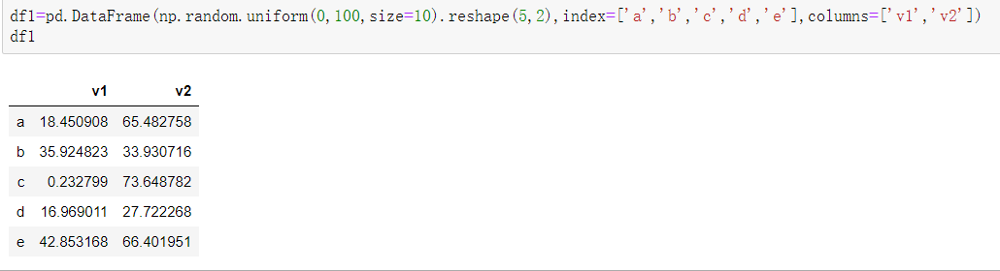 df1=pd.DataFrame(np.random.uniform(0,100,size=10).reshape(5,2),index=['a','b','c','d','e'],columns=['v1','v2'])
df1
v1 v2
a 18.450908 65.482758
b 35.924823 33.930716
c 0.232799 73.648782
d 16.969011 27.722268
e 42.853168 66.401951